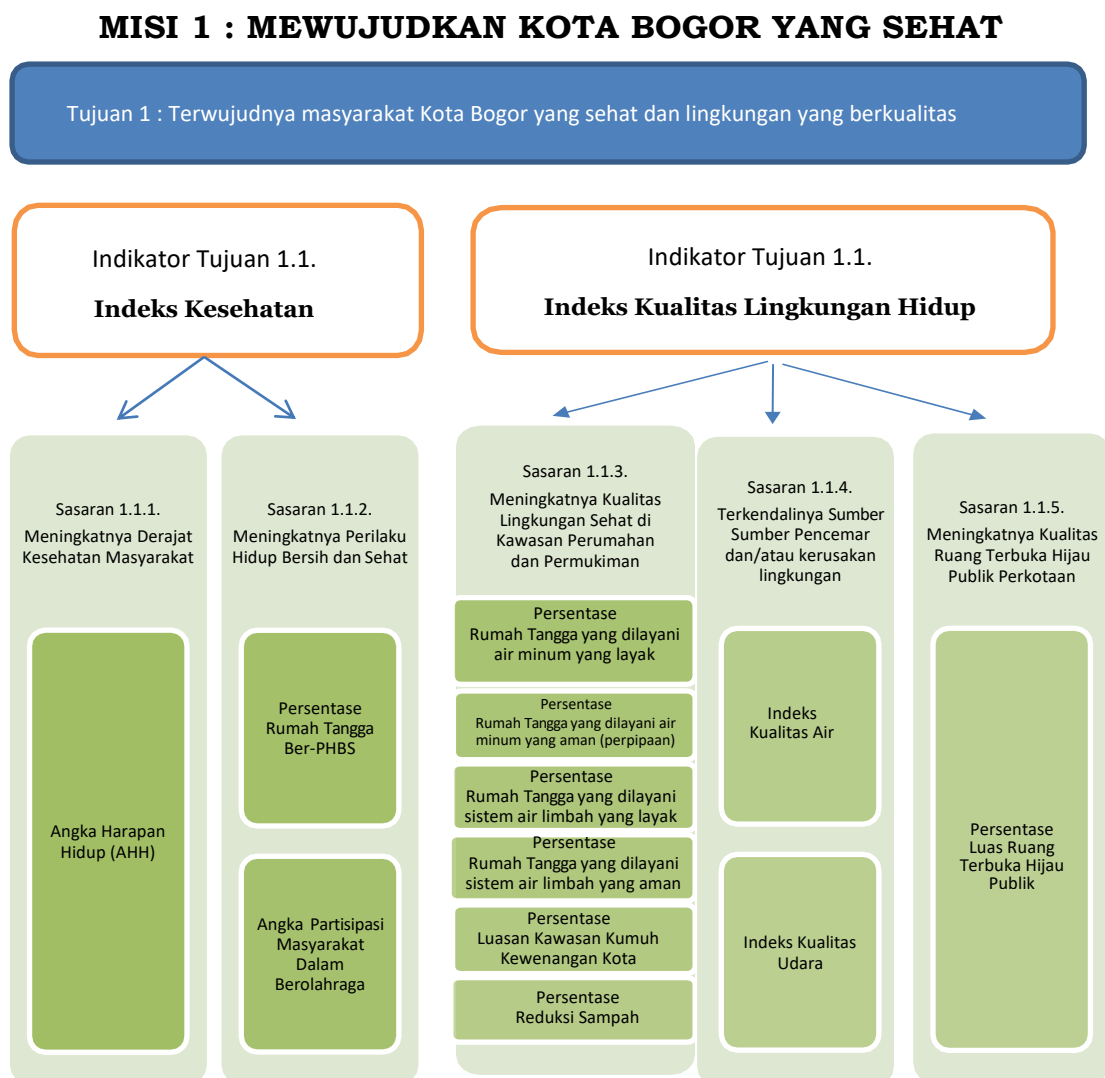 MISI 1 : MEWUJUDKAN KOTA BOGOR YANG SEHAT
Tujuan 1 : Terwujudnya masyarakat Kota Bogor yang sehat dan lingkungan yang berkualitas
Indikator Tujuan 1.1.
Indeks Kesehatan
Indikator Tujuan 1.1.
Indeks Kualitas Lingkungan Hidup
Sasaran 1.1.1.
Meningkatnya Derajat
Kesehatan Masyarakat
Angka Harapan
Hidup (AHH)
Sasaran 1.1.2.
Meningkatnya Perilaku
Hidup Bersih dan Sehat
Persentase
Rumah Tangga
Ber-PHBS
Angka Partisipasi
Masyarakat
Dalam
Berolahraga
Sasaran 1.1.3.
Meningkatnya Kualitas
Lingkungan Sehat di
Kawasan Perumahan
dan Permukiman
Persentase
Rumah Tangga yang dilayani
air minum yang layak
Persentase
Rumah Tangga yang dilayani air
minum yang aman (perpipaan)
Persentase
Rumah Tangga yang dilayani
sistem air limbah yang layak
Persentase
Rumah Tangga yang dilayani
sistem air limbah yang aman
Persentase
Luasan Kawasan Kumuh
Kewenangan Kota
Persentase
Reduksi Sampah
Sasaran 1.1.4.
Terkendalinya Sumber
Sumber Pencemar
dan/atau kerusakan
lingkungan
Indeks
Kualitas Air
Indeks Kualitas
Udara
Sasaran 1.1.5.
Meningkatnya Kualitas
Ruang Terbuka Hijau
Publik Perkotaan
Persentase
Luas Ruang
Terbuka Hijau
Publik